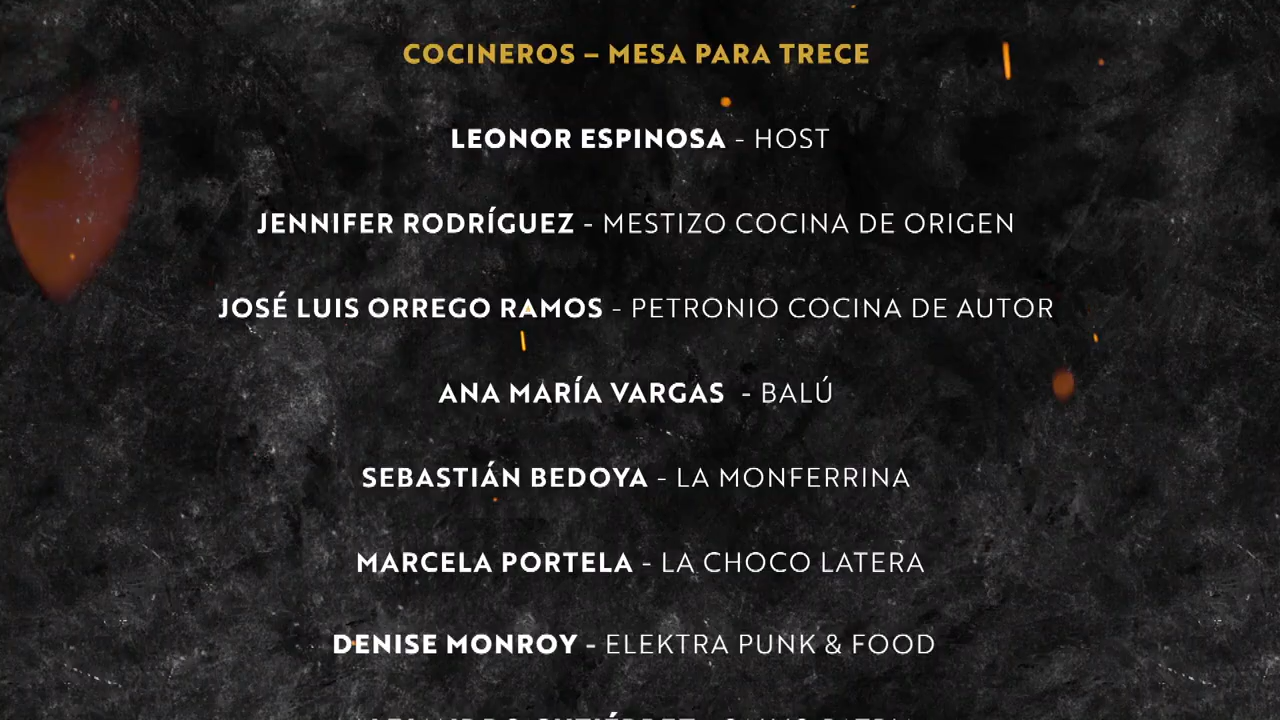 COCINEROS – MESA PARA TRECE
LEONOR ESPINOSA - HOST
JENNIFER RODRÍGUEZ - MESTIZO COCINA DE ORIGEN
JOSÉ LUIS ORREGO RAMOS - PETRONIO COCINA DE AUTOR
ANA MARÍA VARGAS - BALÚ
SEBASTIÁN BEDOYA - LA MONFERRINA
MARCELA PORTELA - LA CHOCO LATERA
DENISE MONROY - ELEKTRA PUNK & FOOD